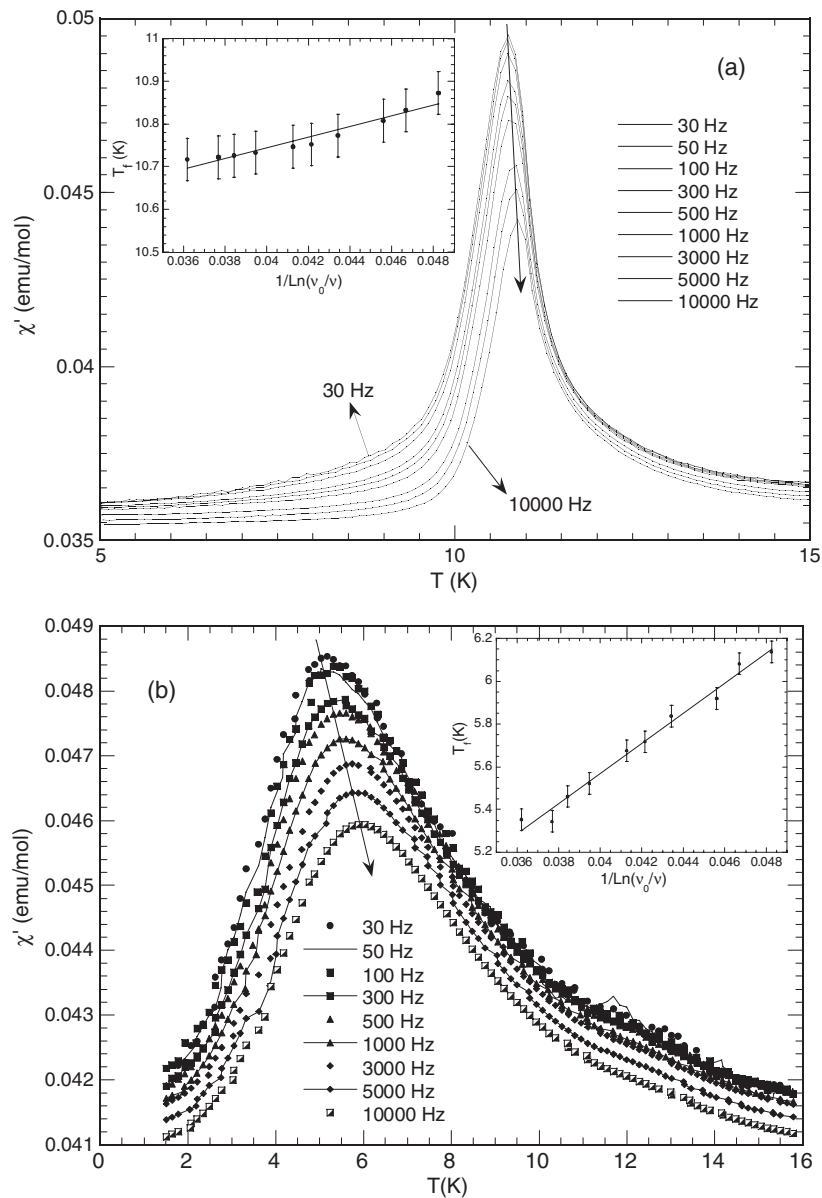 0.05
0.045
0.04
0.035
χ' (emu/mol)
5
10
15
T (K)
(a)
30 Hz
50 Hz
100 Hz
300 Hz
500 Hz
1000 Hz
3000 Hz
5000 Hz
10000 Hz
30 Hz
10000 Hz
11
10.9
10.8
10.7
10.6
10.5
T_f (K)
0.036 0.038 0.04 0.042 0.044 0.046 0.048
1/Ln(ν₀/ν)
0.049
0.048
0.047
0.046
0.045
0.044
0.043
0.042
0.041
χ' (emu/mol)
0 2 4 6 8 10 12 14 16
T(K)
(b)
30 Hz
50 Hz
100 Hz
300 Hz
500 Hz
1000 Hz
3000 Hz
5000 Hz
10000 Hz
6.2
6
5.8
5.6
5.4
5.2
T_f(K)
0.036 0.038 0.04 0.042 0.044 0.046 0.048
1/Ln(ν₀/ν)